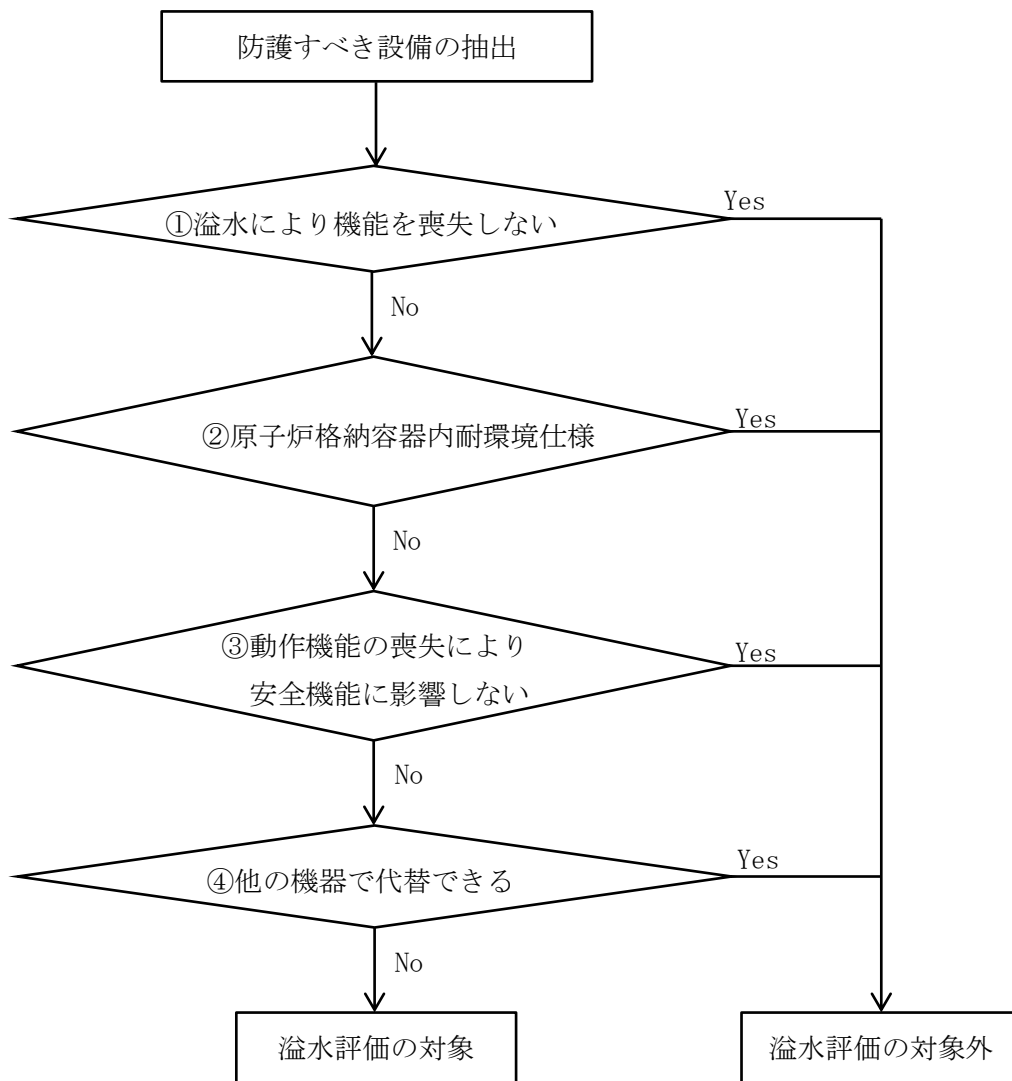 防護すべき設備の抽出
①溢水により機能を喪失しない
Yes
No
②原子炉格納容器内耐環境仕様
Yes
No
③動作機能の喪失により
安全機能に影響しない
Yes
No
④他の機器で代替できる
Yes
No
溢水評価の対象
溢水評価の対象外